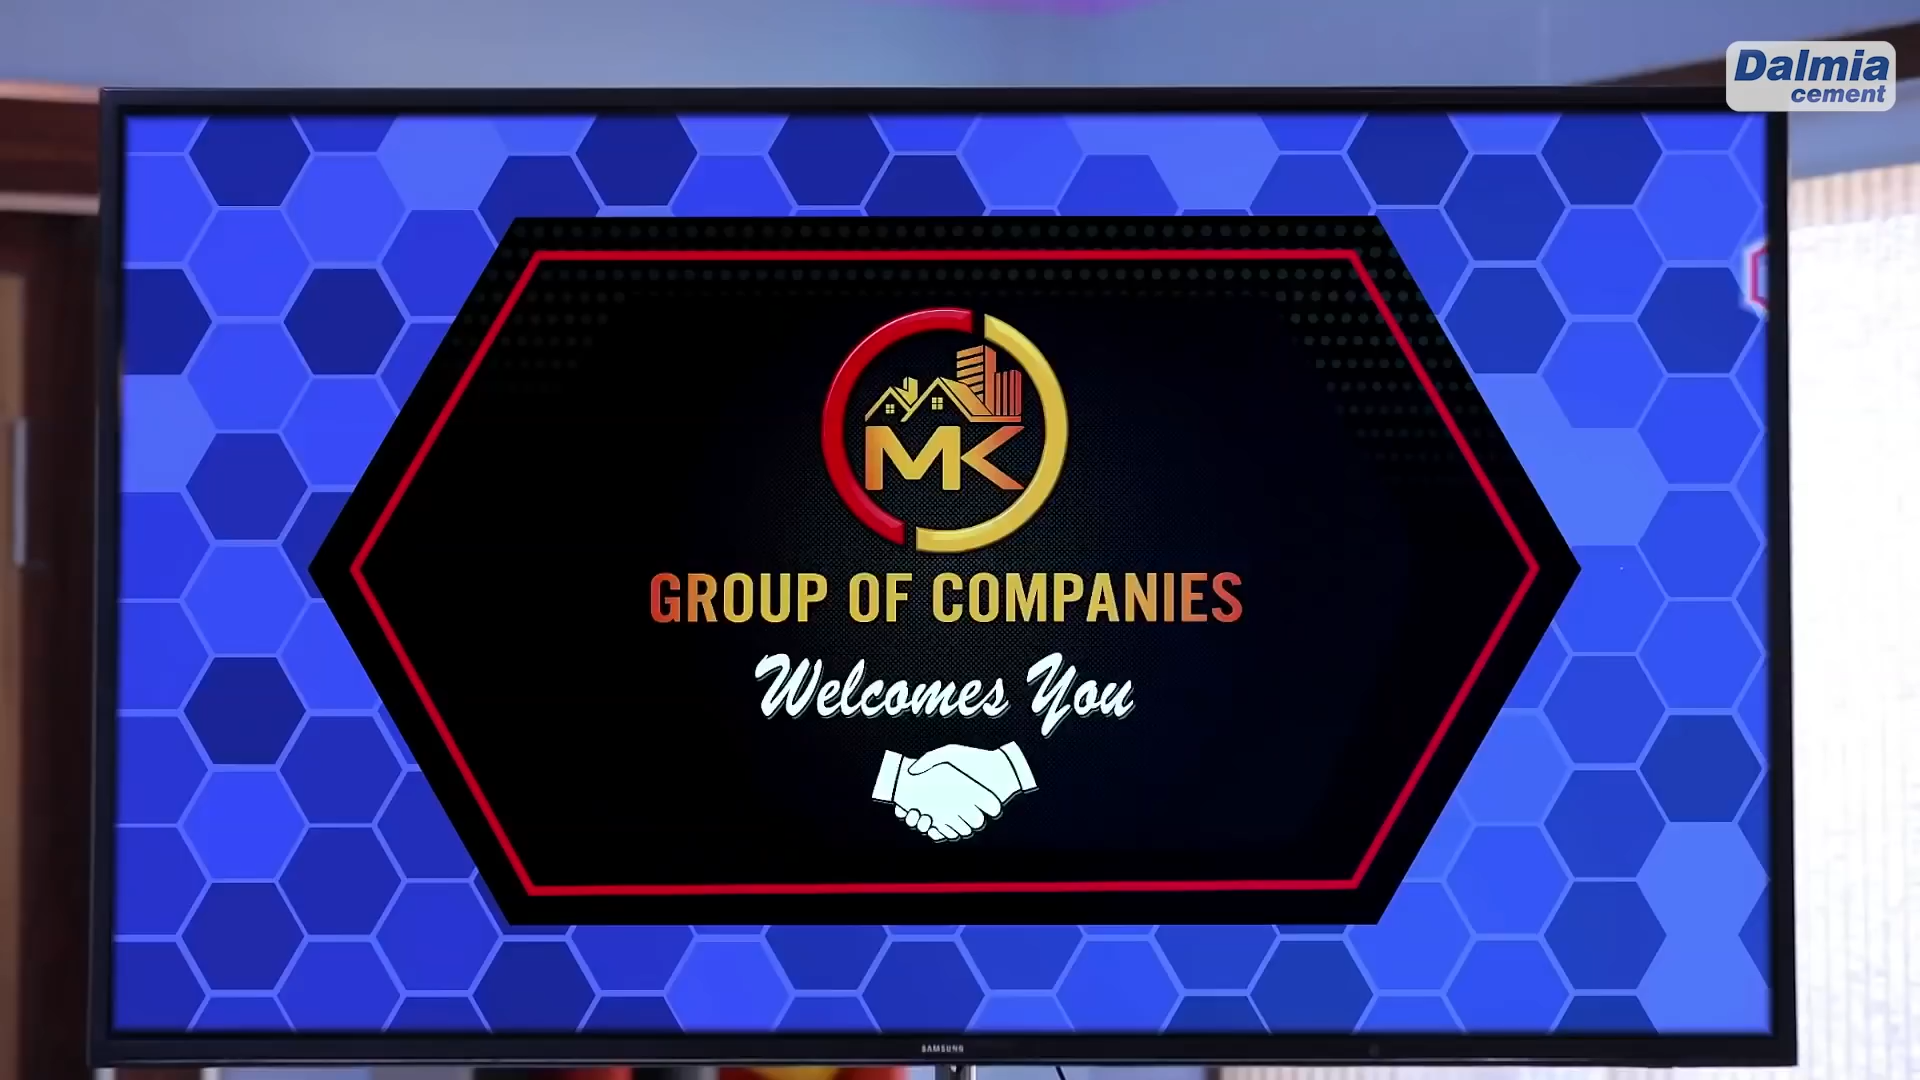 Dalmia
cement
MK
GROUP OF COMPANIES
Welcomes You
SAMSUNG